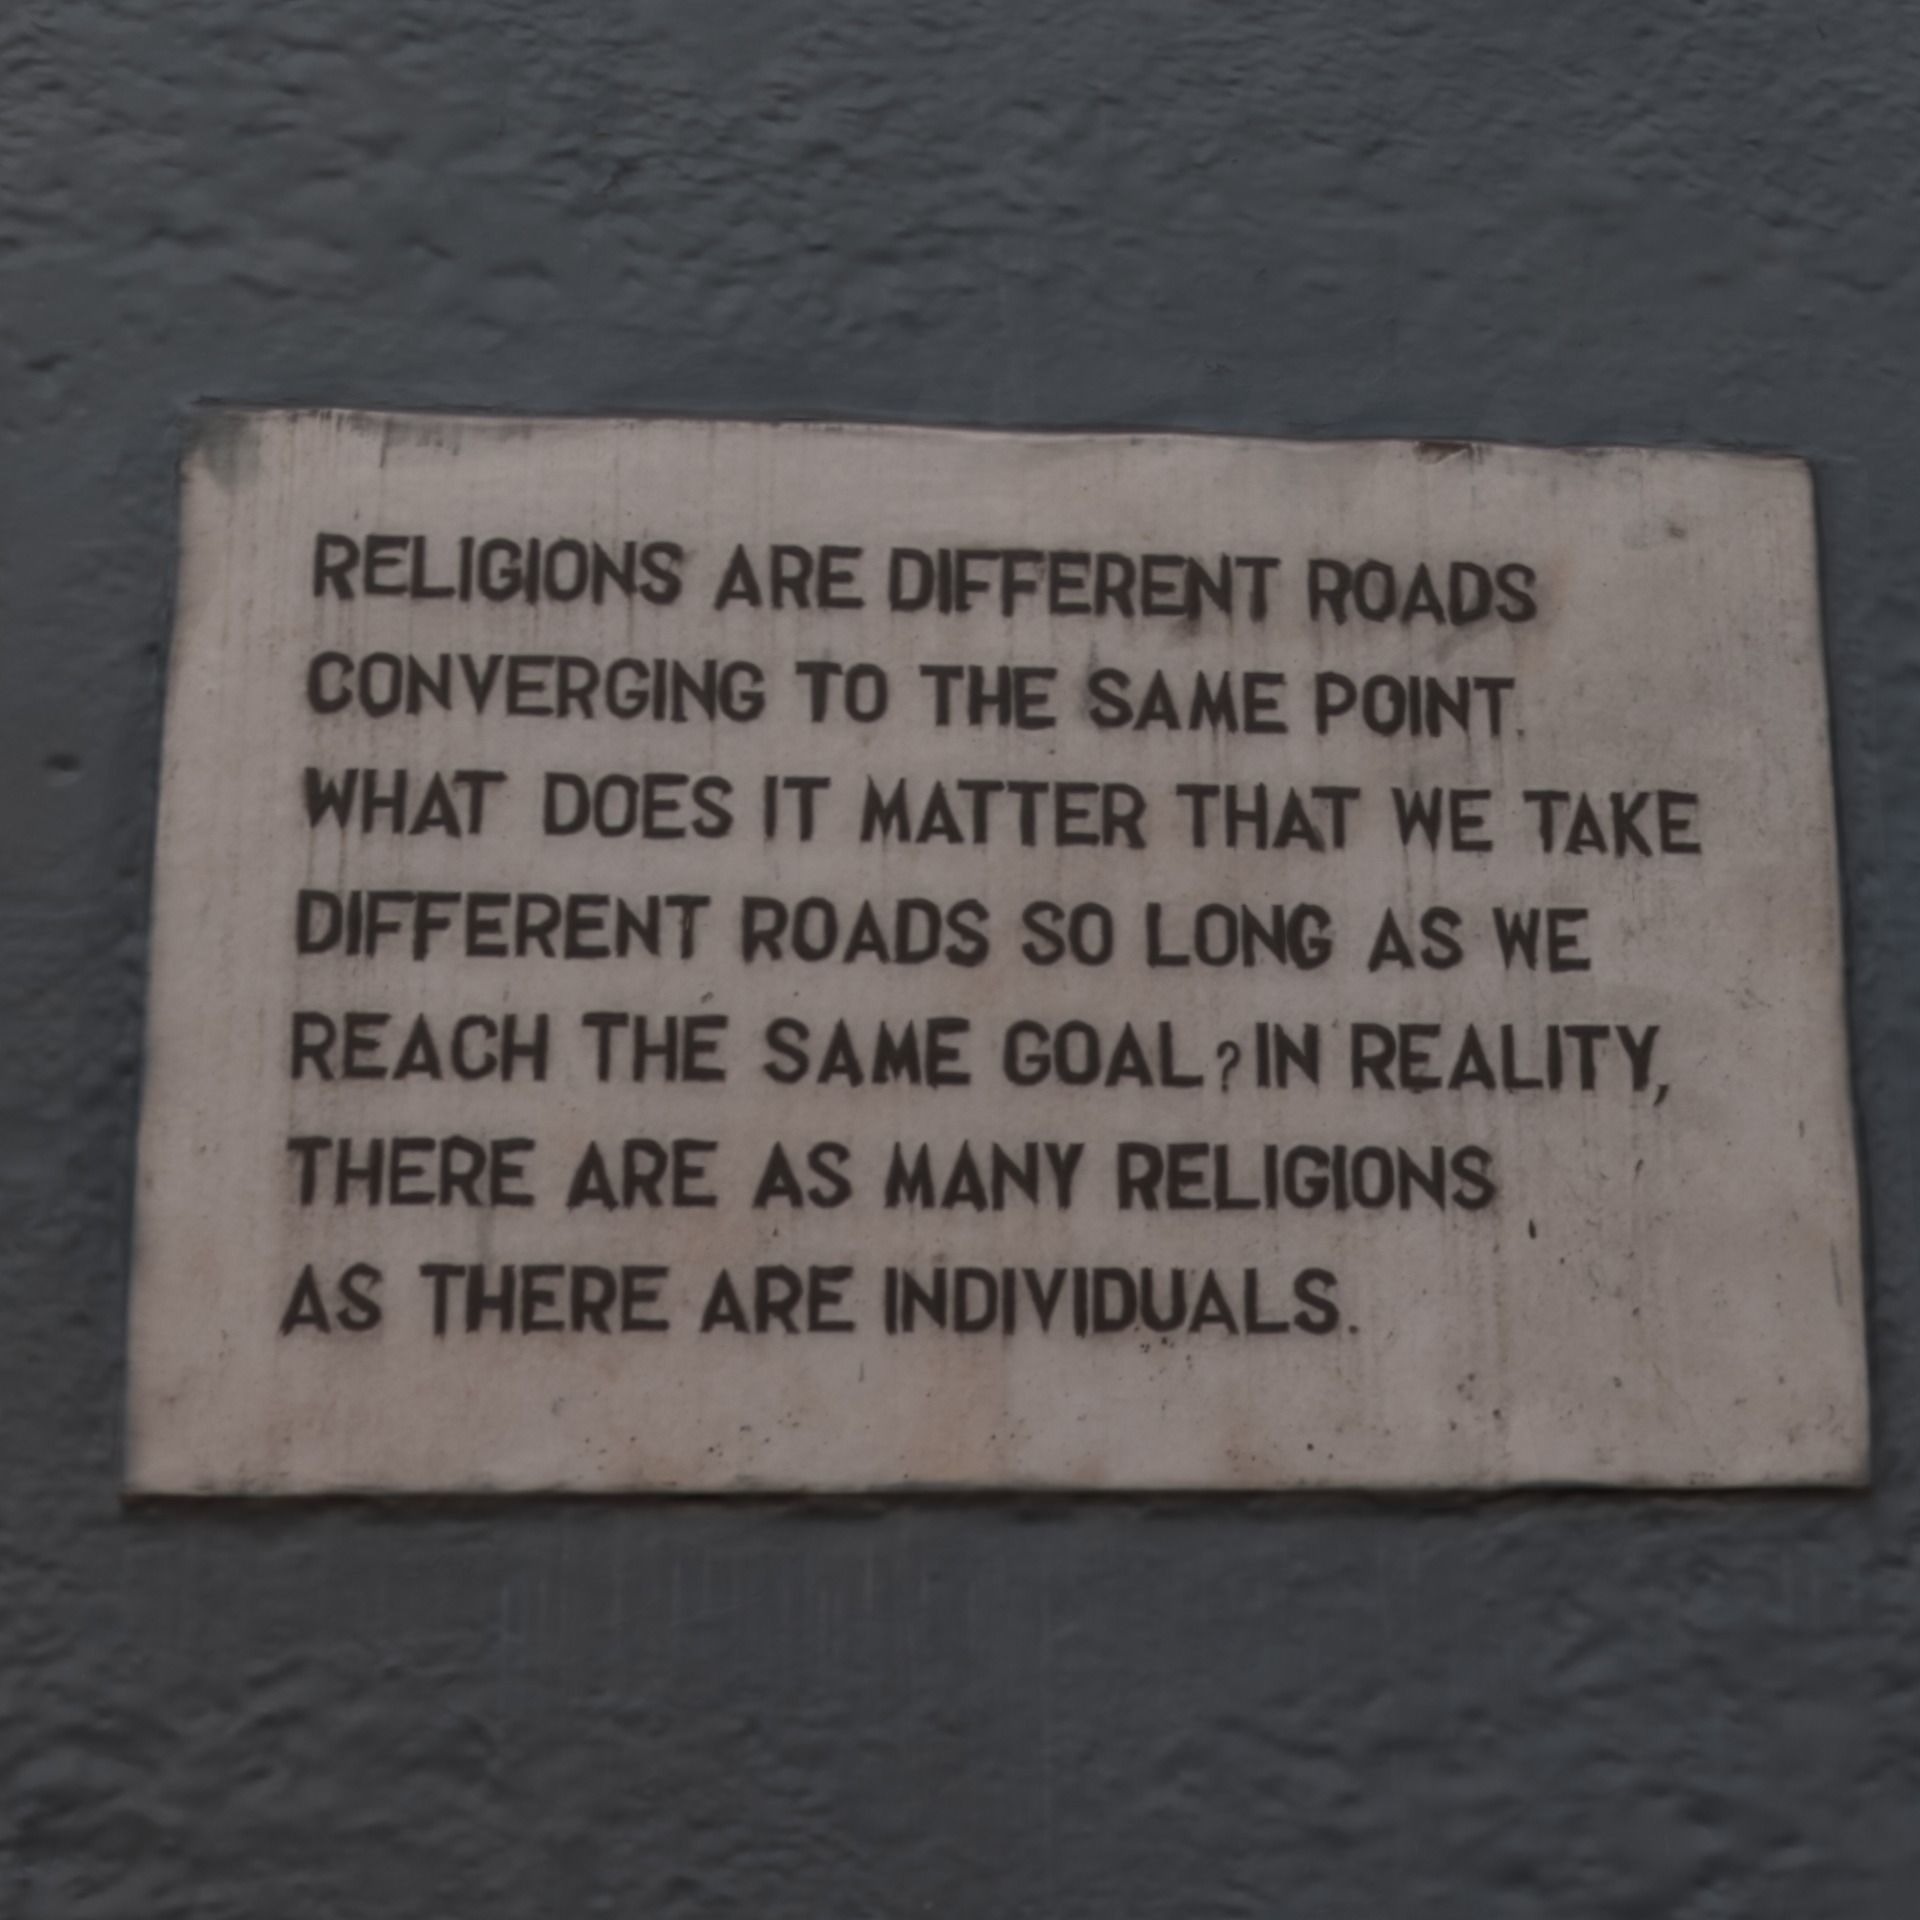 RELIGIONS ARE DIFFERENT ROADS
CONVERGING TO THE SAME POINT.
WHAT DOES IT MATTER THAT WE TAKE
DIFFERENT ROADS SO LONG AS WE
REACH THE SAME GOAL? IN REALITY,
THERE ARE AS MANY RELIGIONS
AS THERE ARE INDIVIDUALS.